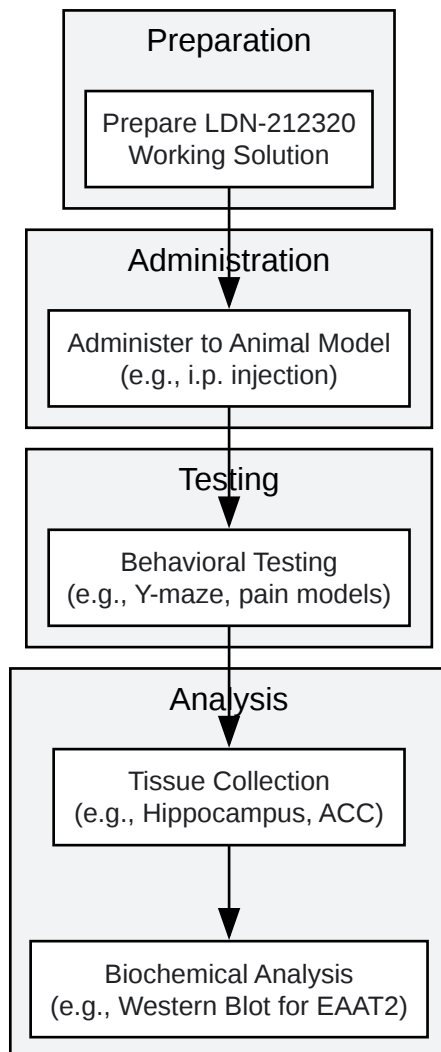 Preparation
Prepare LDN-212320
Working Solution
Administration
Administer to Animal Model
(e.g., i.p. injection)
Testing
Behavioral Testing
(e.g., Y-maze, pain models)
Analysis
Tissue Collection
(e.g., Hippocampus, ACC)
Biochemical Analysis
(e.g., Western Blot for EAAT2)